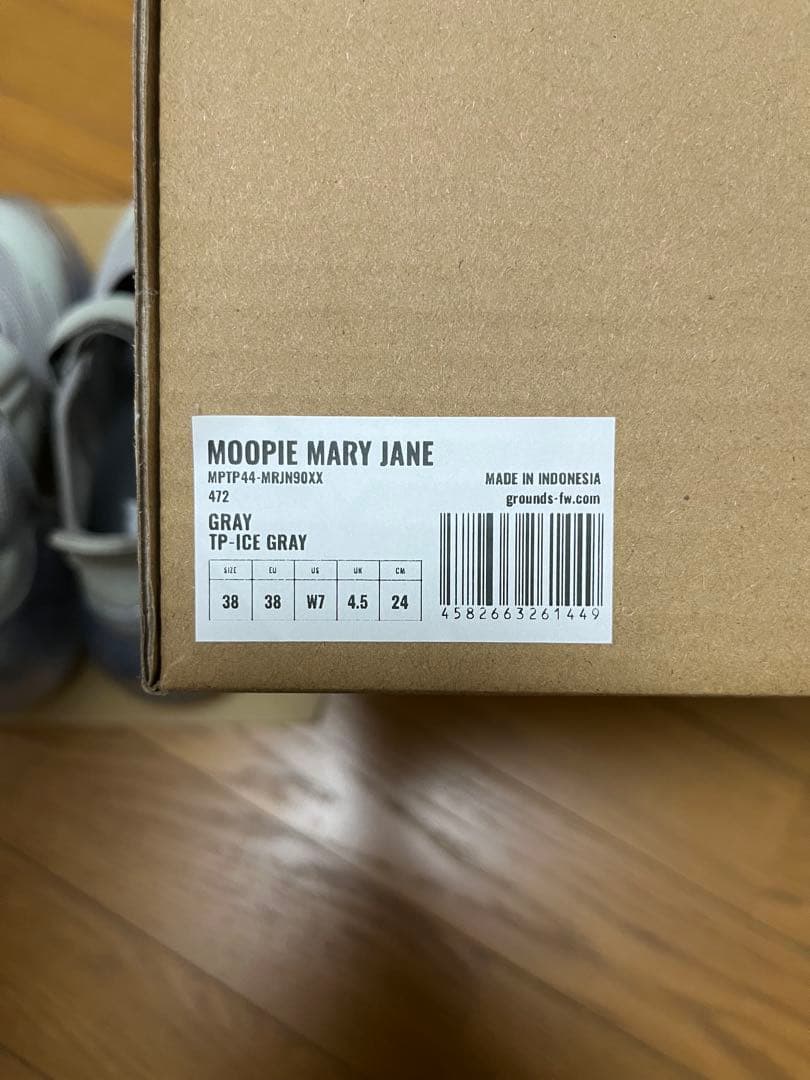 MOOPIE MARY JANE
MPTP44-MRJN90XX
MADE IN INDONESIA
472
grounds-fw.com
GRAY
TP-ICE GRAY
SIZE EU US UK CM
38 38 W7 4.5 24
4582663261449